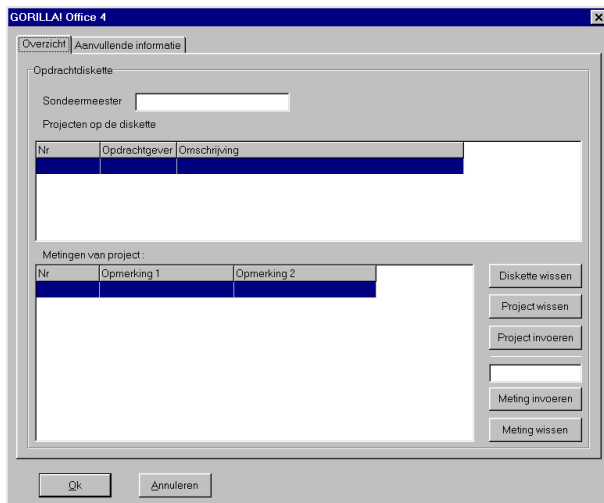 GORILLA! Office 4
Overzicht Aanvullende informatie
Opdrachtdiskette
Sondeermeester
Projecten op de diskette
Nr Opdrachtgever Omschrijving
Metingen van project :
Nr Opmerking 1 Opmerking 2
Diskette wissen
Project wissen
Project invoeren
Meting invoeren
Meting wissen
Ok Annuleren